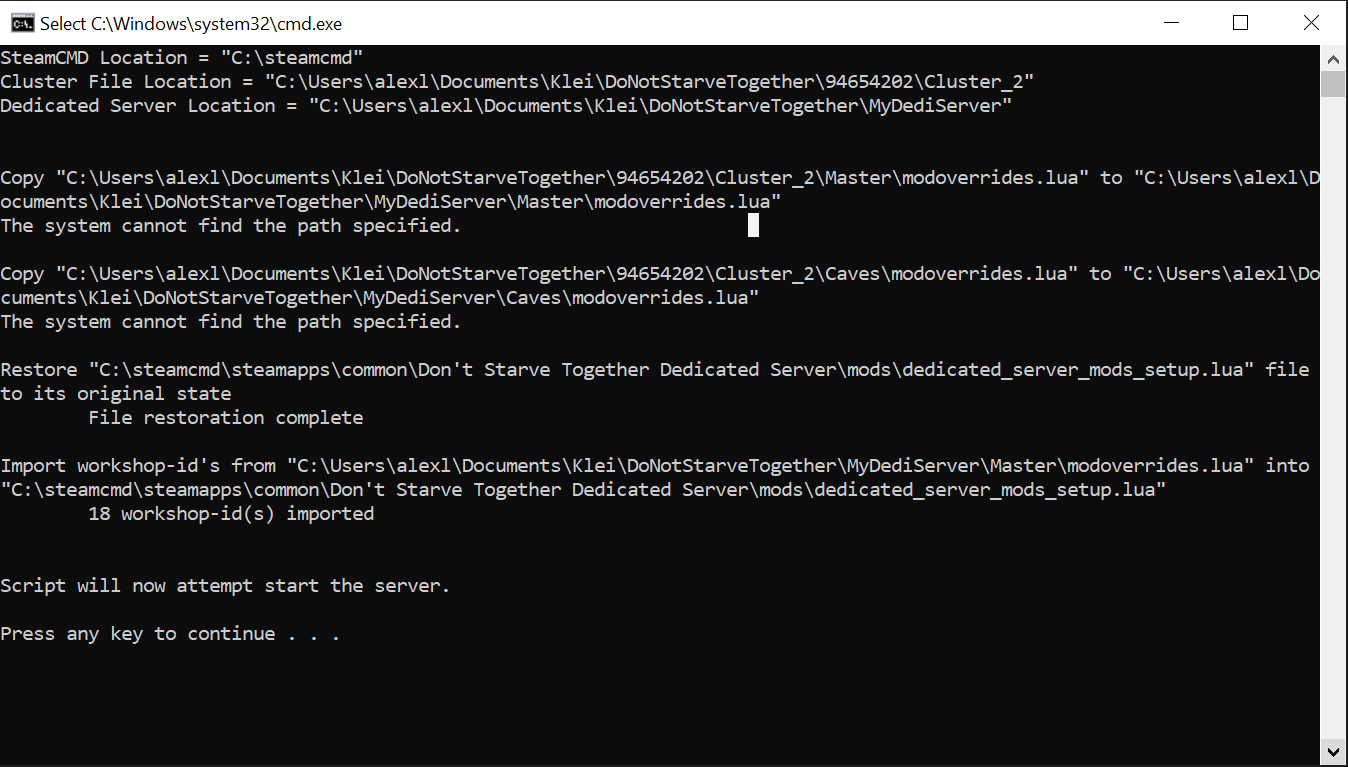 Select C:\Windows\system32\cmd.exe
SteamCMD Location = "C:\steamcmd"
Cluster File Location = "C:\Users\alexl\Documents\Klei\DoNotStarveTogether\94654202\Cluster_2"
Dedicated Server Location = "C:\Users\alexl\Documents\Klei\DoNotStarveTogether\MyDediServer"
Copy "C:\Users\alexl\Documents\Klei\DoNotStarveTogether\94654202\Cluster_2\Master\modoverrides.lua" to "C:\Users\alexl\D
ocuments\Klei\DoNotStarveTogether\MyDediServer\Master\modoverrides.lua"
The system cannot find the path specified.
Copy "C:\Users\alexl\Documents\Klei\DoNotStarveTogether\94654202\Cluster_2\Caves\modoverrides.lua" to "C:\Users\alexl\Do
cuments\Klei\DoNotStarveTogether\MyDediServer\Caves\modoverrides.lua"
The system cannot find the path specified.
Restore "C:\steamcmd\steamapps\common\Don't Starve Together Dedicated Server\mods\dedicated_server_mods_setup.lua" file
to its original state
File restoration complete
Import workshop-id's from "C:\Users\alexl\Documents\Klei\DoNotStarveTogether\MyDediServer\Master\modoverrides.lua" into
"C:\steamcmd\steamapps\common\Don't Starve Together Dedicated Server\mods\dedicated_server_mods_setup.lua"
18 workshop-id(s) imported
Script will now attempt start the server.
Press any key to continue . . .